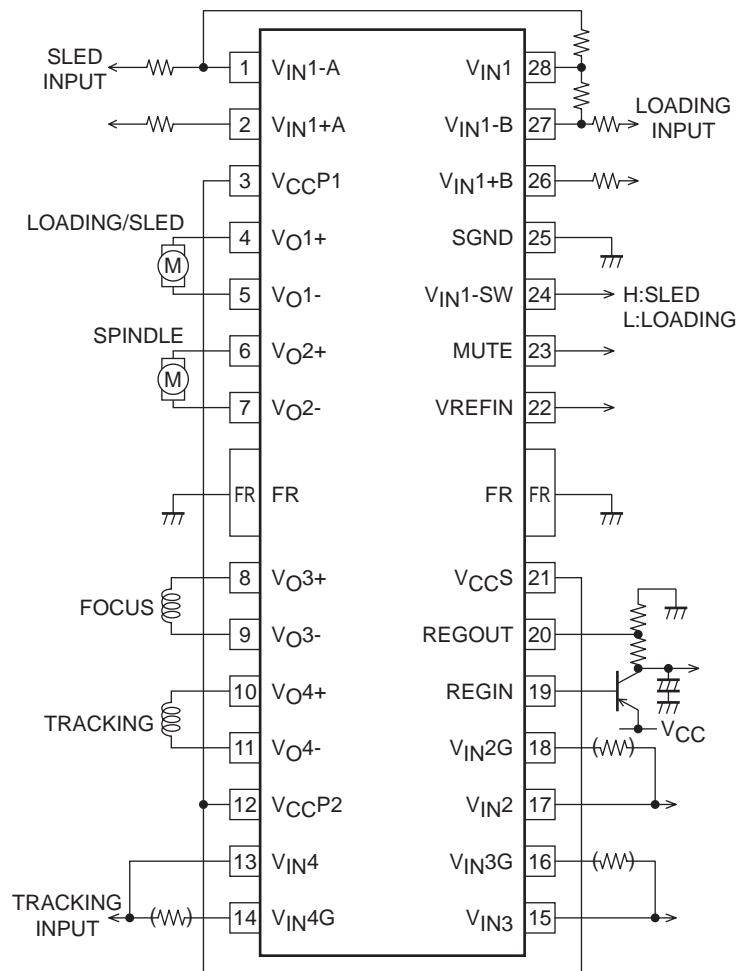 SLED
INPUT
1 VIN1-A VIN1 28
2 VIN1+A VIN1-B 27
LOADING
INPUT
3 VCCP1 VIN1+B 26
LOADING/SLED
M
4 VO1+ SGND 25
5 VO1- VIN1-SW 24
H:SLED
L:LOADING
SPINDLE
M
6 VO2+ MUTE 23
7 VO2- VREFIN 22
FR FR FR FR
FOCUS
8 VO3+ VCCS 21
9 VO3- REGOUT 20
TRACKING
10 VO4+ REGIN 19
VCC
11 VO4- VIN2G 18
12 VCCP2 VIN2 17
13 VIN4 VIN3G 16
TRACKING
INPUT
14 VIN4G VIN3 15